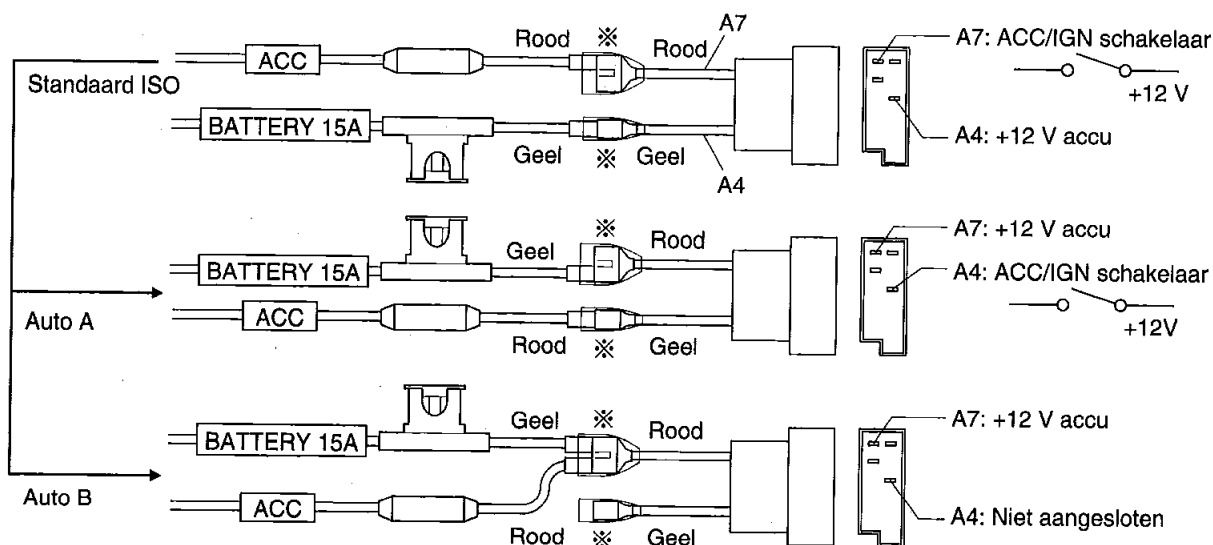 A7
Rood ※ Rood
ACC
A7: ACC/IGN schakelaar
Standaard ISO
+12 V
BATTERY 15A
A4: +12 V accu
Geel ※ Geel
A4
※
A7: +12 V accu
Geel Rood
BATTERY 15A
A4: ACC/IGN schakelaar
Auto A
ACC
+12V
Rood ※ Geel
Geel ※ Rood
A7: +12 V accu
BATTERY 15A
Auto B
ACC
A4: Niet aangesloten
Rood ※ Geel